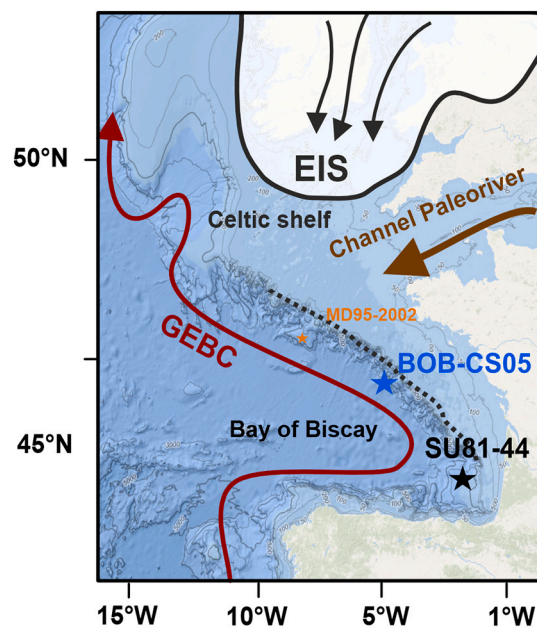 EIS
50°N
Channel Paleoriver
Celtic shelf
MD95-2002
GEBC
BOB-CS05
Bay of Biscay
45°N
SU81-44
15°W
10°W
5°W
1°W